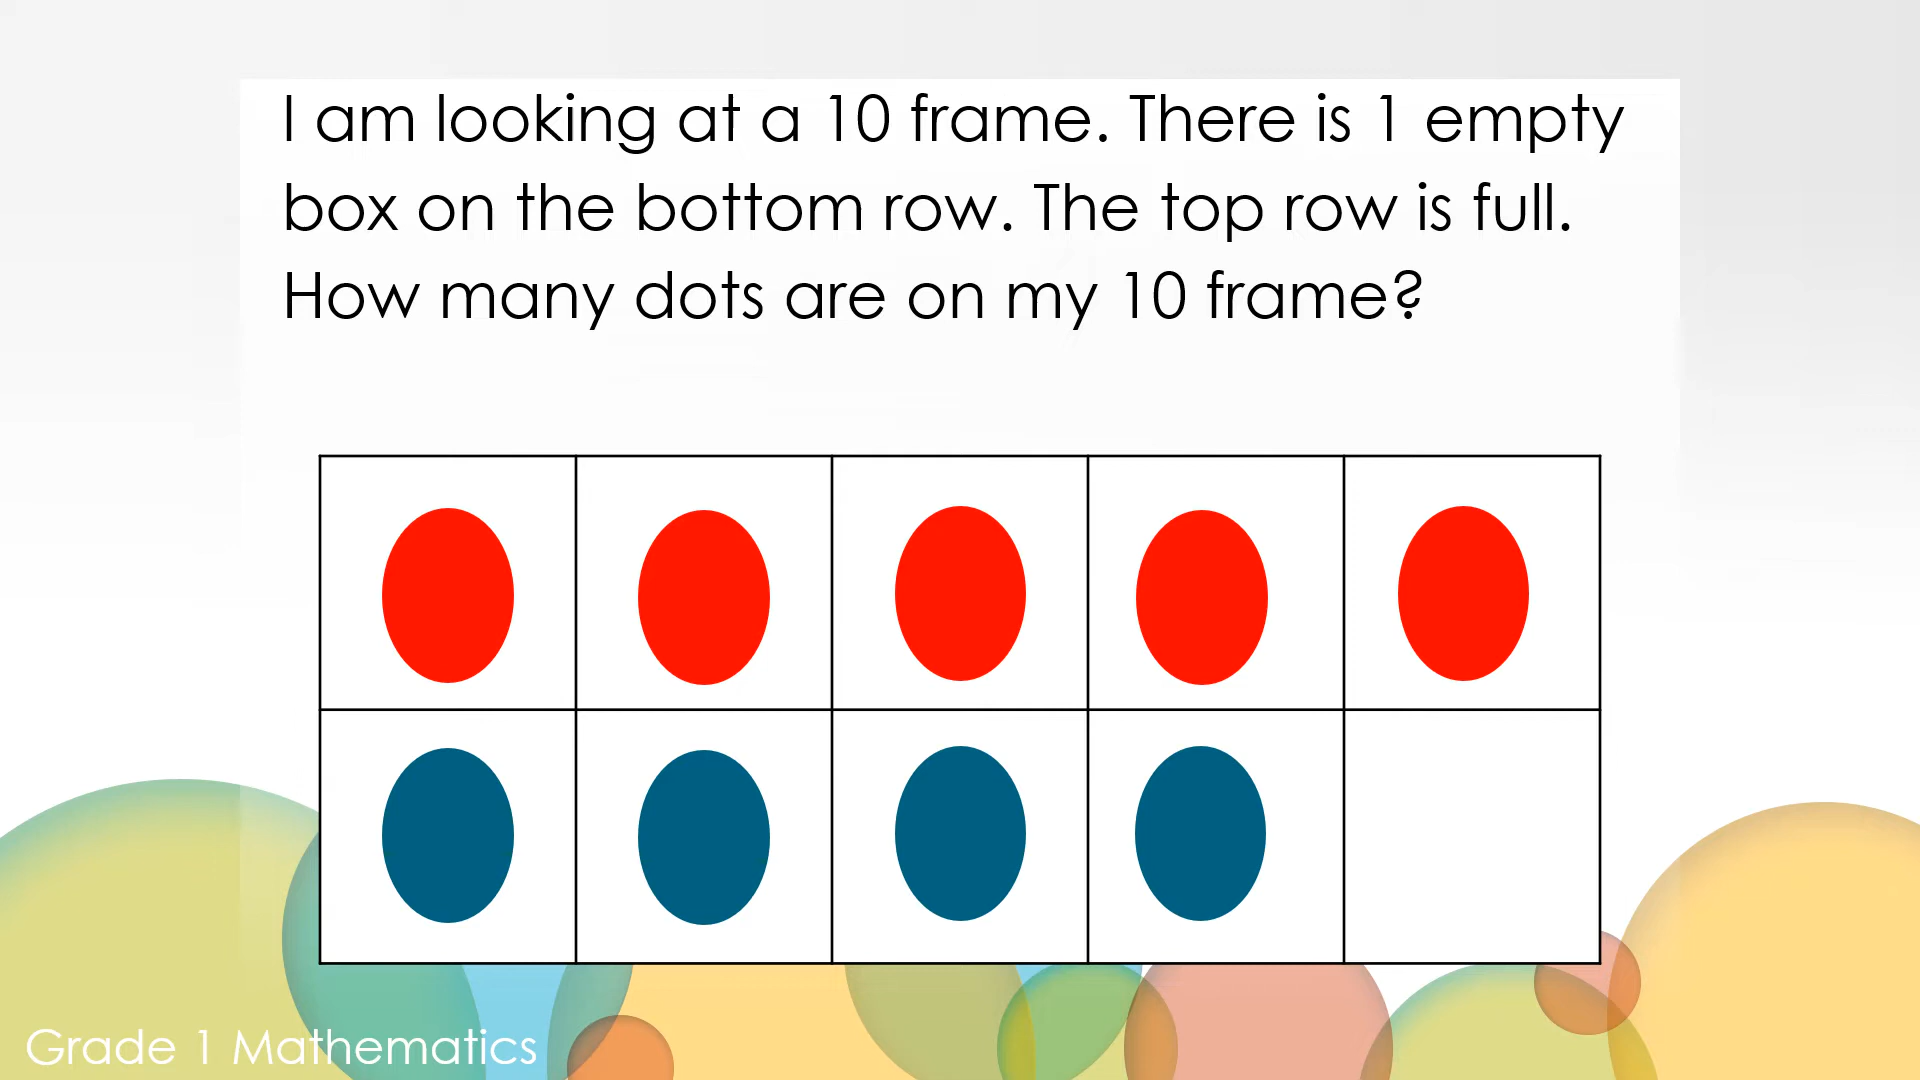 I am looking at a 10 frame. There is 1 empty
box on the bottom row. The top row is full.
How many dots are on my 10 frame?
Grade 1 Mathematics